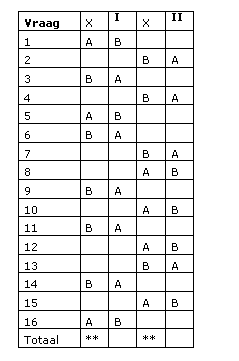 Vraag X I X II
1 A B
2 B A
3 B A
4 B A
5 A B
6 B A
7 B A
8 A B
9 B A
10 A B
11 B A
12 A B
13 B A
14 B A
15 A B
16 A B
Totaal ** **